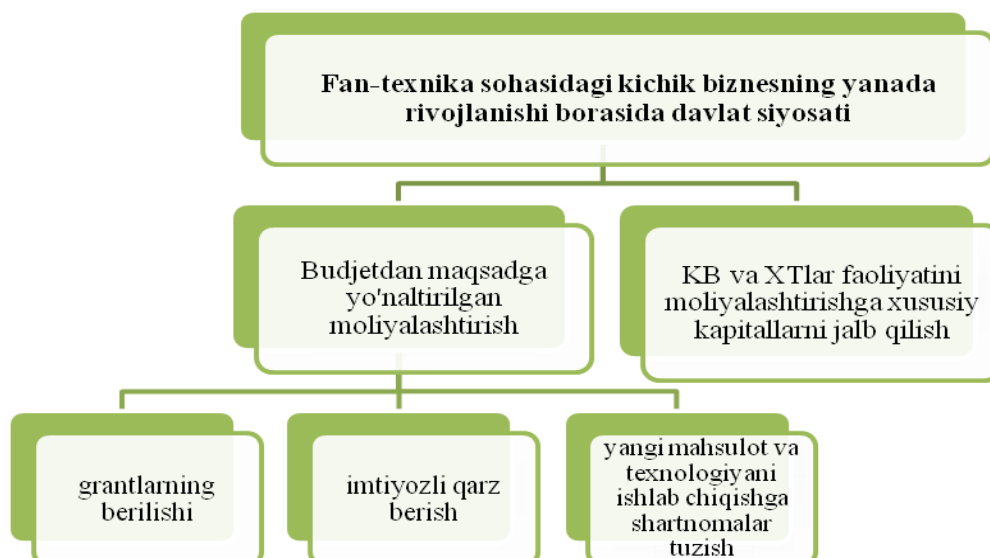 Fan-texnika sohasidagi kichik biznesning yanada
rivojlanishi borasida davlat siyosati
Budjetdan maqsadga
yo'naltirilgan
moliyalashtirish
KB va XTlar faoliyatini
moliyalashtirishga xususiy
kapitallarni jalb qilish
grantlarning
berilishi
imtiyozli qarz
berish
yangi mahsulot va
texnologiyani
ishlab chiqishga
shartnomalar
tuzish